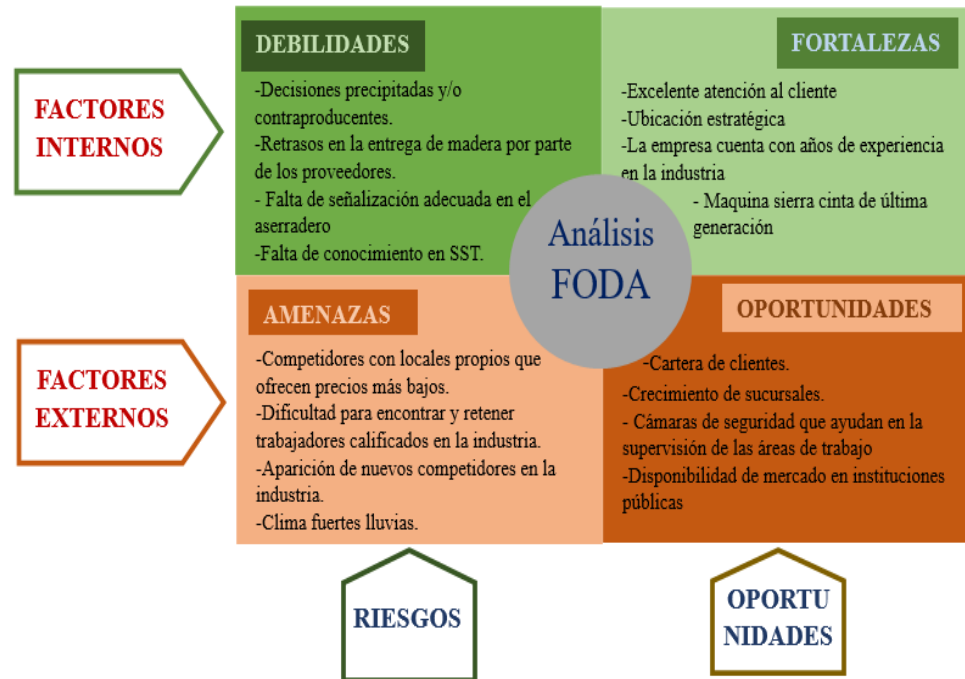 FACTORES
INTERNOS
DEBILIDADES
-Decisiones precipitadas y/o
contraproducentes.
-Retrasos en la entrega de madera por parte
de los proveedores.
- Falta de señalización adecuada en el
aserradero
-Falta de conocimiento en SST.
FORTALEZAS
-Excelente atención al cliente
-Ubicación estratégica
-La empresa cuenta con años de experiencia
en la industria
- Maquina sierra cinta de última
generación
Análisis
FODA
FACTORES
EXTERNOS
AMENAZAS
-Competidores con locales propios que
ofrecen precios más bajos.
-Dificultad para encontrar y retener
trabajadores calificados en la industria.
-Aparición de nuevos competidores en la
industria.
-Clima fuertes lluvias.
OPORTUNIDADES
-Cartera de clientes.
-Crecimiento de sucursales.
- Cámaras de seguridad que ayudan en la
supervisión de las áreas de trabajo
-Disponibilidad de mercado en instituciones
públicas
RIESGOS
OPORTU
NIDADES